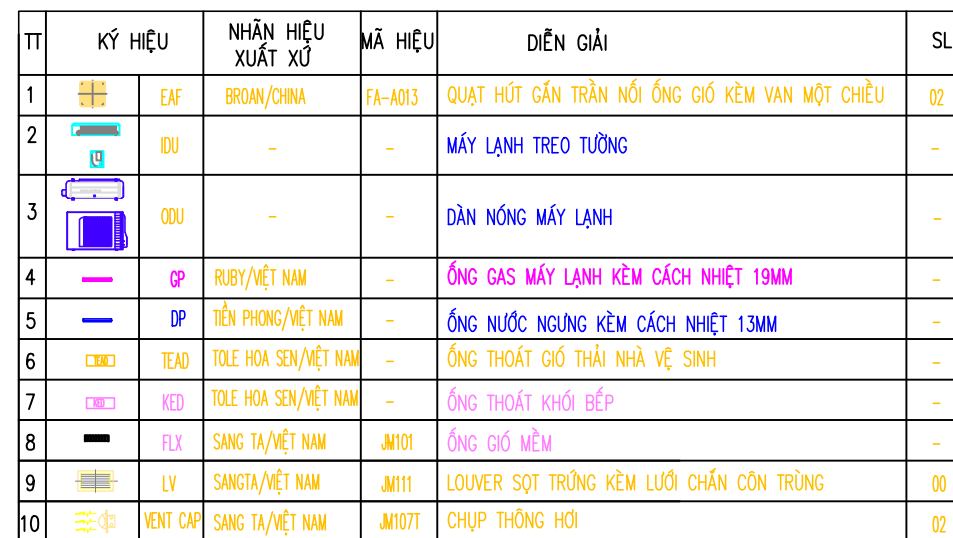 TT KÝ HIỆU NHÃN HIỆU XUẤT XỨ MÃ HIỆU DIỄN GIẢI SL
1 EAF BROAN/CHINA FA-A013 QUẠT HÚT GẮN TRẦN NỐI ỐNG GIÓ KÈM VAN MỘT CHIỀU 02
2 IDU - - MÁY LẠNH TREO TƯỜNG -
3 ODU - - DÀN NÓNG MÁY LẠNH -
4 GP RUBY/VIỆT NAM - ỐNG GAS MÁY LẠNH KÈM CÁCH NHIỆT 19MM -
5 DP TIỀN PHONG/VIỆT NAM - ỐNG NƯỚC NGƯNG KÈM CÁCH NHIỆT 13MM -
6 TEAD TEAD TOLE HOA SEN/VIỆT NAM - ỐNG THOÁT GIÓ THẢI NHÀ VỆ SINH -
7 KED KED TOLE HOA SEN/VIỆT NAM - ỐNG THOÁT KHÓI BẾP -
8 FLX SANG TA/VIỆT NAM JM101 ỐNG GIÓ MỀM -
9 LV SANGTA/VIỆT NAM JM111 LOUVER SỌT TRỨNG KÈM LƯỚI CHẮN CÔN TRÙNG 00
10 VENT CAP SANG TA/VIỆT NAM JM107T CHỤP THÔNG HƠI 02